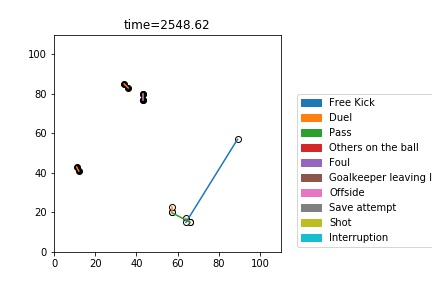 time=2548.62
100
80
60
40
20
0
0 20 40 60 80 100
Free Kick
Duel
Pass
Others on the ball
Foul
Goalkeeper leaving l
Offside
Save attempt
Shot
Interruption